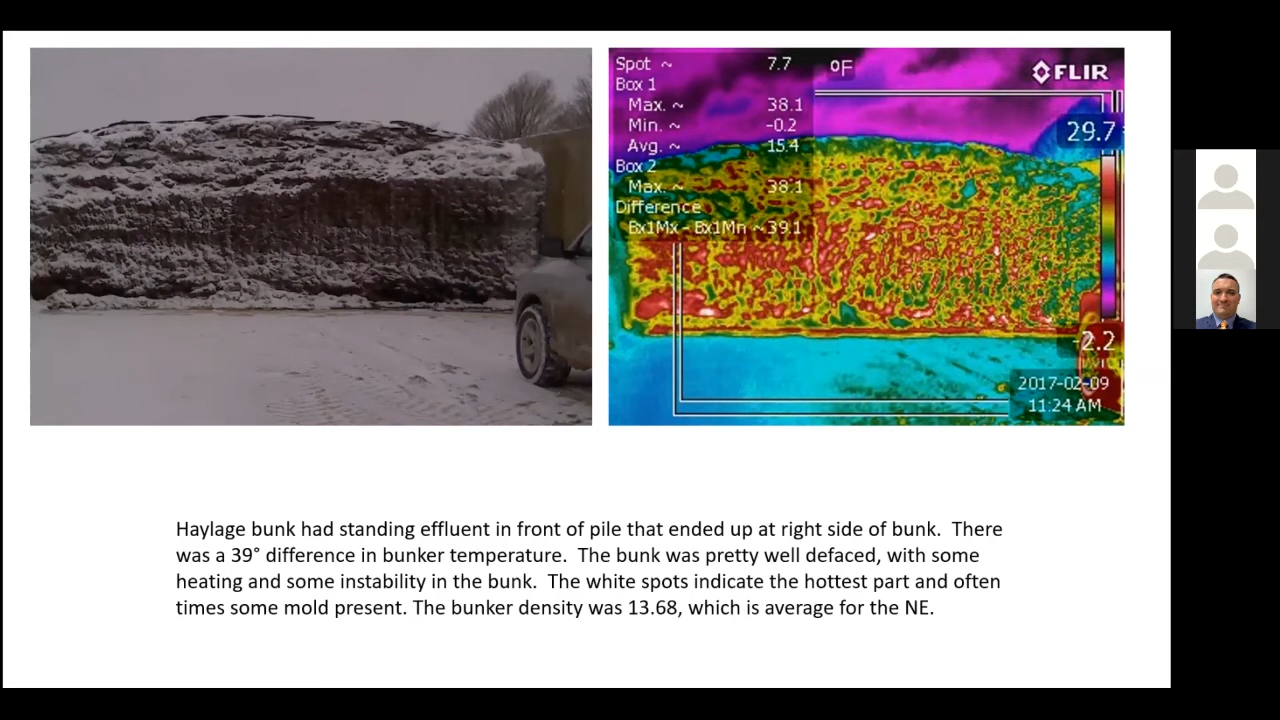 Spot ~ 7.7 °F
FLIR
Box 1
Max. ~ 38.1
Min. ~ -0.2
Avg. ~ 15.4
29.7
Box 2
Max. ~ 38.1
Difference
Bx1Mx - Bx1Mn ~ 39.1
-2.2
2017-02-09
11:24 AM
Haylage bunk had standing effluent in front of pile that ended up at right side of bunk. There
was a 39° difference in bunker temperature. The bunk was pretty well defaced, with some
heating and some instability in the bunk. The white spots indicate the hottest part and often
times some mold present. The bunker density was 13.68, which is average for the NE.